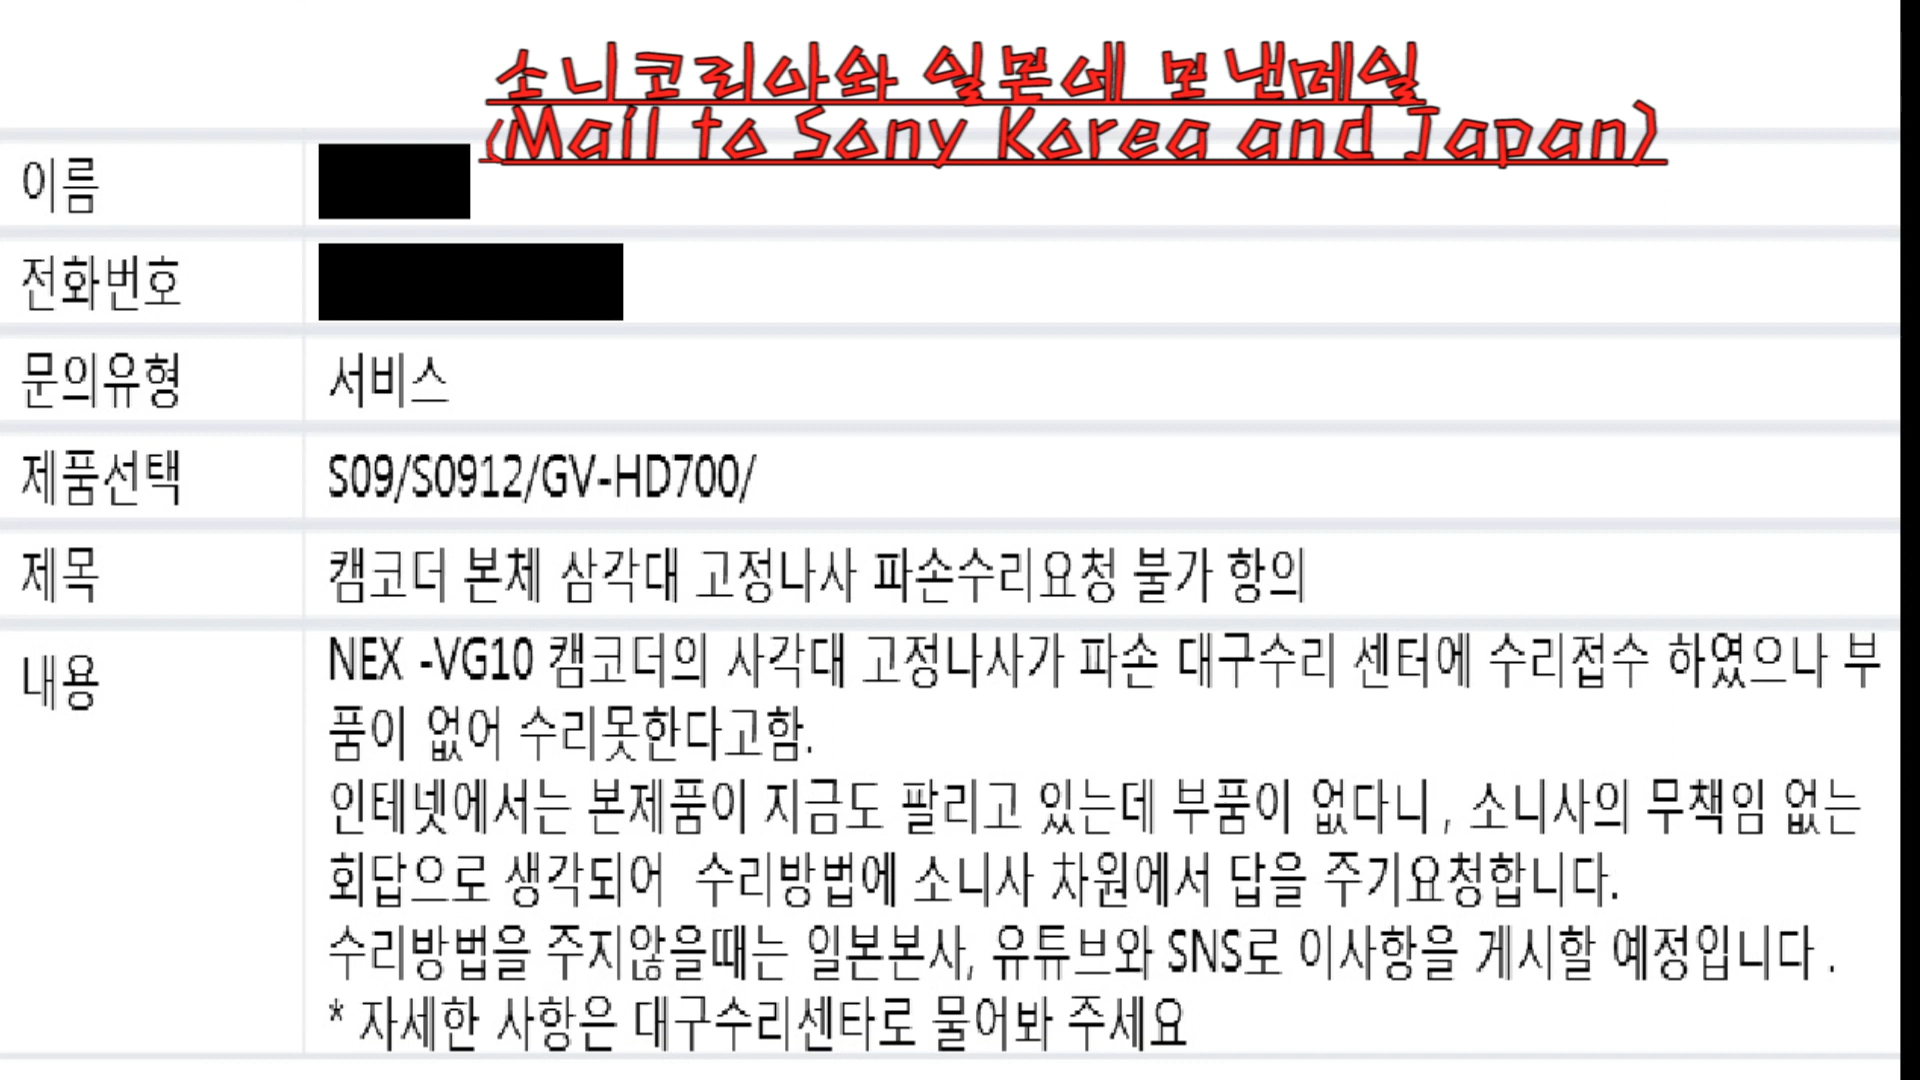 소니코리아와 일본에 보낸메일
(Mail to Sony Korea and Japan)
이름
전화번호
문의유형 서비스
제품선택 S09/S0912/GV-HD700/
제목 캠코더 본체 삼각대 고정나사 파손수리요청 불가 항의
내용 NEX -VG10 캠코더의 사각대 고정나사가 파손 대구수리 센터에 수리접수 하였으나 부
품이 없어 수리못한다고함.
인테넷에서는 본제품이 지금도 팔리고 있는데 부품이 없다니 , 소니사의 무책임 없는
회답으로 생각되어 수리방법에 소니사 차원에서 답을 주기요청합니다.
수리방법을 주지않을때는 일본본사, 유튜브와 SNS로 이사항을 게시할 예정입니다 .
* 자세한 사항은 대구수리센타로 물어봐 주세요